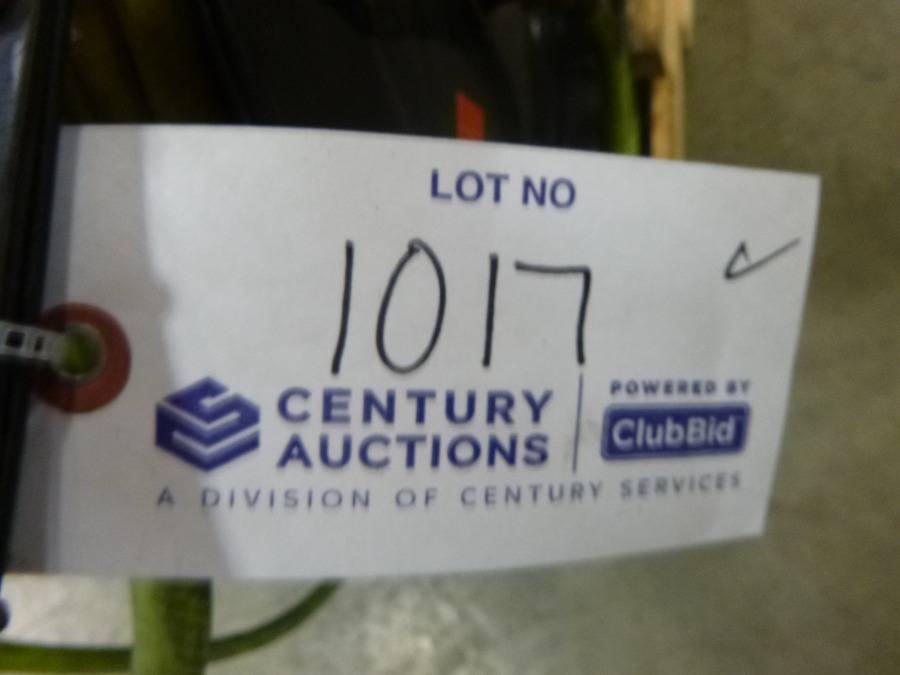 LOT NO
1017 ✓
CENTURY
AUCTIONS
POWERED BY
ClubBid
A DIVISION OF CENTURY SERVICES